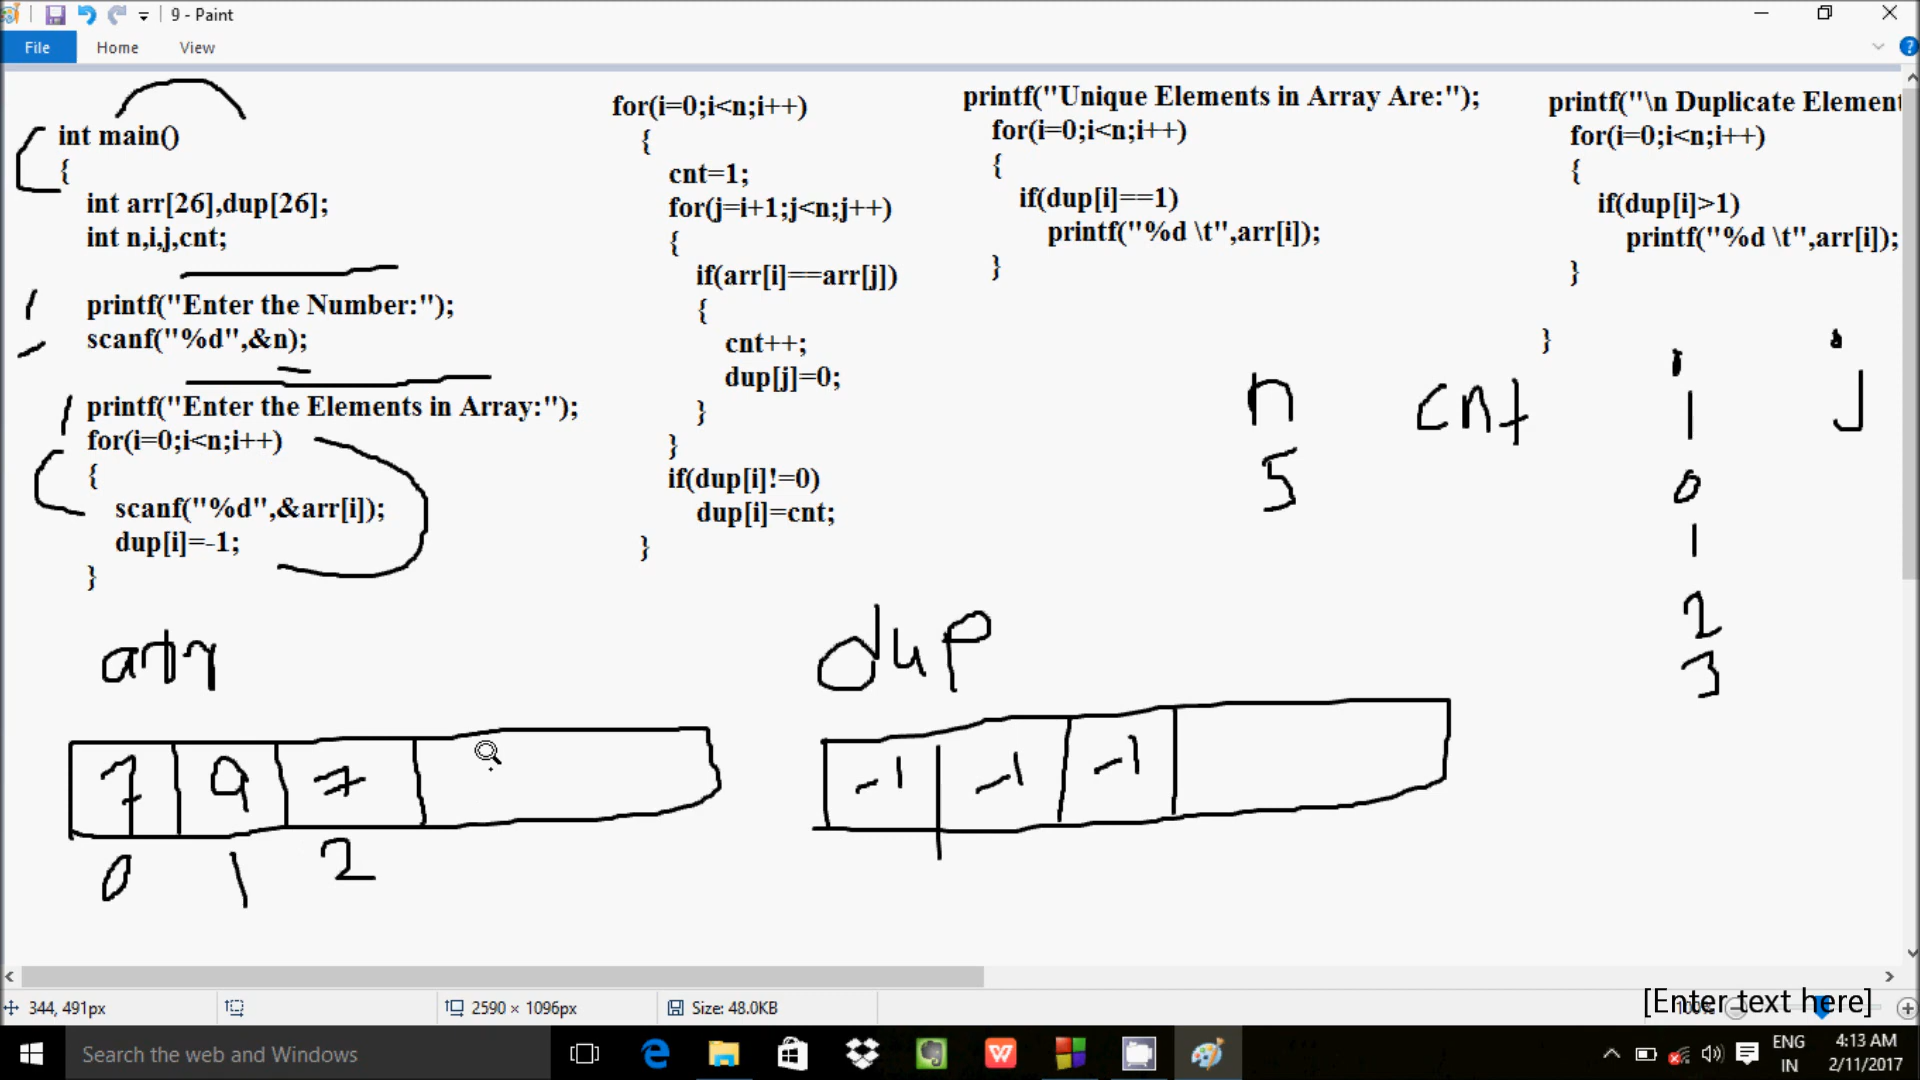 9 - Paint
File Home View
int main()
{
int arr[26],dup[26];
int n,i,j,cnt;
printf("Enter the Number:");
scanf("%d",&n);
printf("Enter the Elements in Array:");
for(i=0;i<n;i++)
{
scanf("%d",&arr[i]);
dup[i]=-1;
}
for(i=0;i<n;i++)
{
cnt=1;
for(j=i+1;j<n;j++)
{
if(arr[i]==arr[j])
{
cnt++;
dup[j]=0;
}
}
if(dup[i]!=0)
dup[i]=cnt;
}
printf("Unique Elements in Array Are:");
for(i=0;i<n;i++)
{
if(dup[i]==1)
printf("%d \t",arr[i]);
}
printf("\n Duplicate Element
for(i=0;i<n;i++)
{
if(dup[i]>1)
printf("%d \t",arr[i]);
}
}
n cnt i j
5 0
1
2
3
arr
7 9 7
0 1 2
dup
-1 -1 -1
344, 491px 2590 × 1096px Size: 48.0KB 100%
[Enter text here]
Search the web and Windows
ENG
IN
4:13 AM
2/11/2017